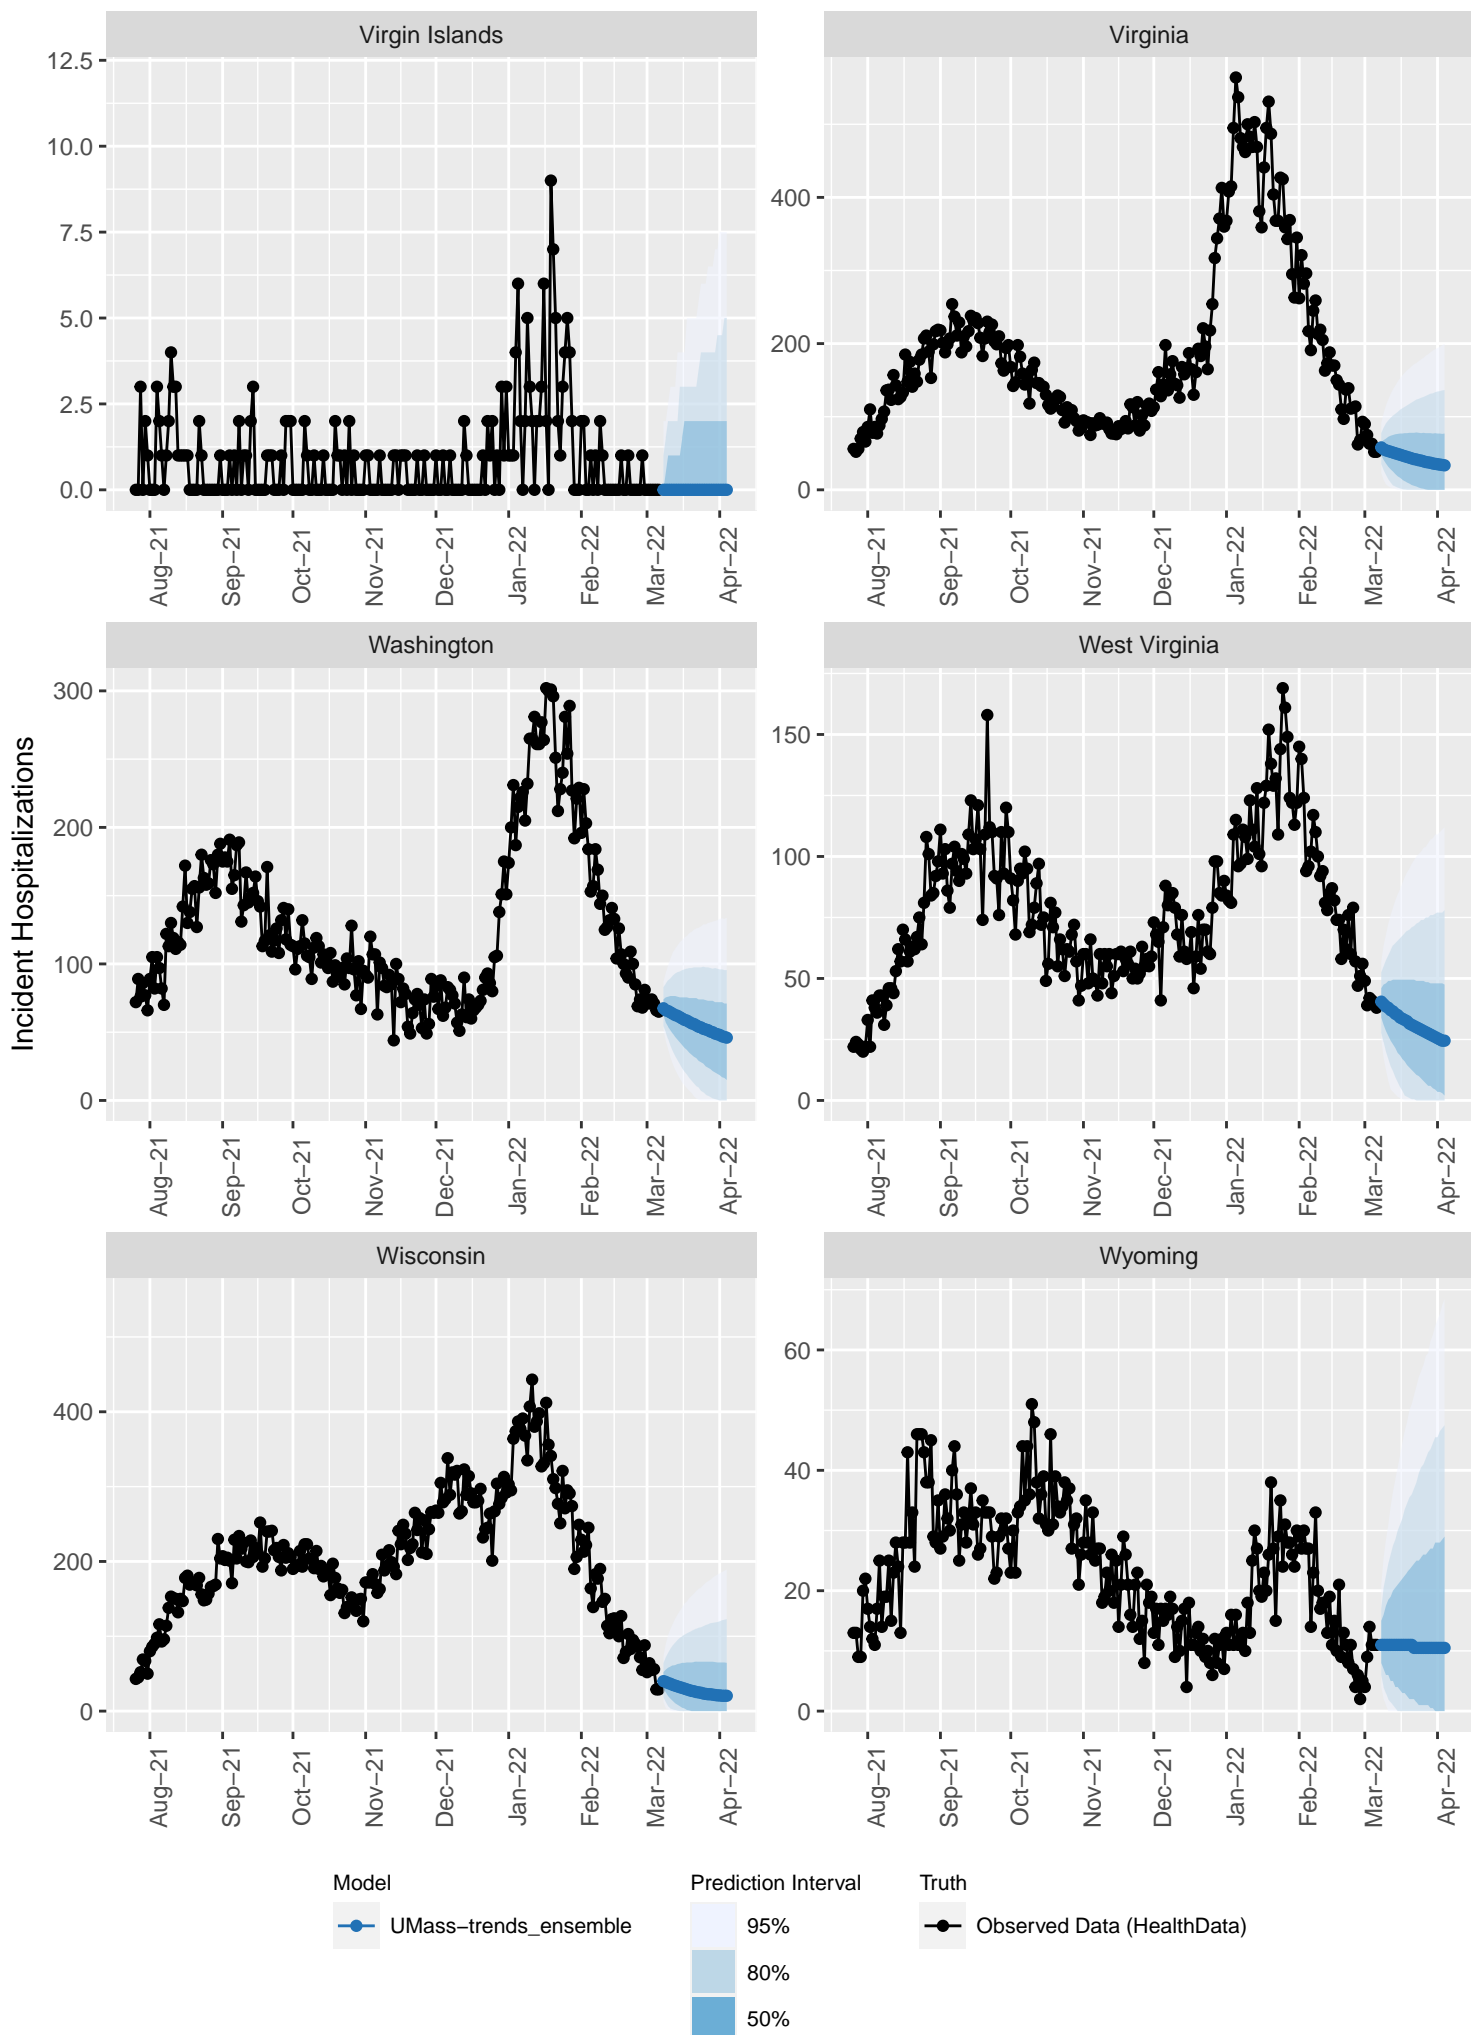 Virgin Islands
Virginia
12.5
10.0
7.5
5.0
2.5
0.0
400
200
0
Aug−21
Sep−21
Oct−21
Nov−21
Dec−21
Jan−22
Feb−22
Mar−22
Apr−22
Aug−21
Sep−21
Oct−21
Nov−21
Dec−21
Jan−22
Feb−22
Mar−22
Apr−22
Washington
West Virginia
Incident Hospitalizations
300
200
100
0
150
100
50
0
Aug−21
Sep−21
Oct−21
Nov−21
Dec−21
Jan−22
Feb−22
Mar−22
Apr−22
Aug−21
Sep−21
Oct−21
Nov−21
Dec−21
Jan−22
Feb−22
Mar−22
Apr−22
Wisconsin
Wyoming
400
200
0
60
40
20
0
Aug−21
Sep−21
Oct−21
Nov−21
Dec−21
Jan−22
Feb−22
Mar−22
Apr−22
Aug−21
Sep−21
Oct−21
Nov−21
Dec−21
Jan−22
Feb−22
Mar−22
Apr−22
Model
UMass−trends_ensemble
Prediction Interval
95%
80%
50%
Truth
Observed Data (HealthData)